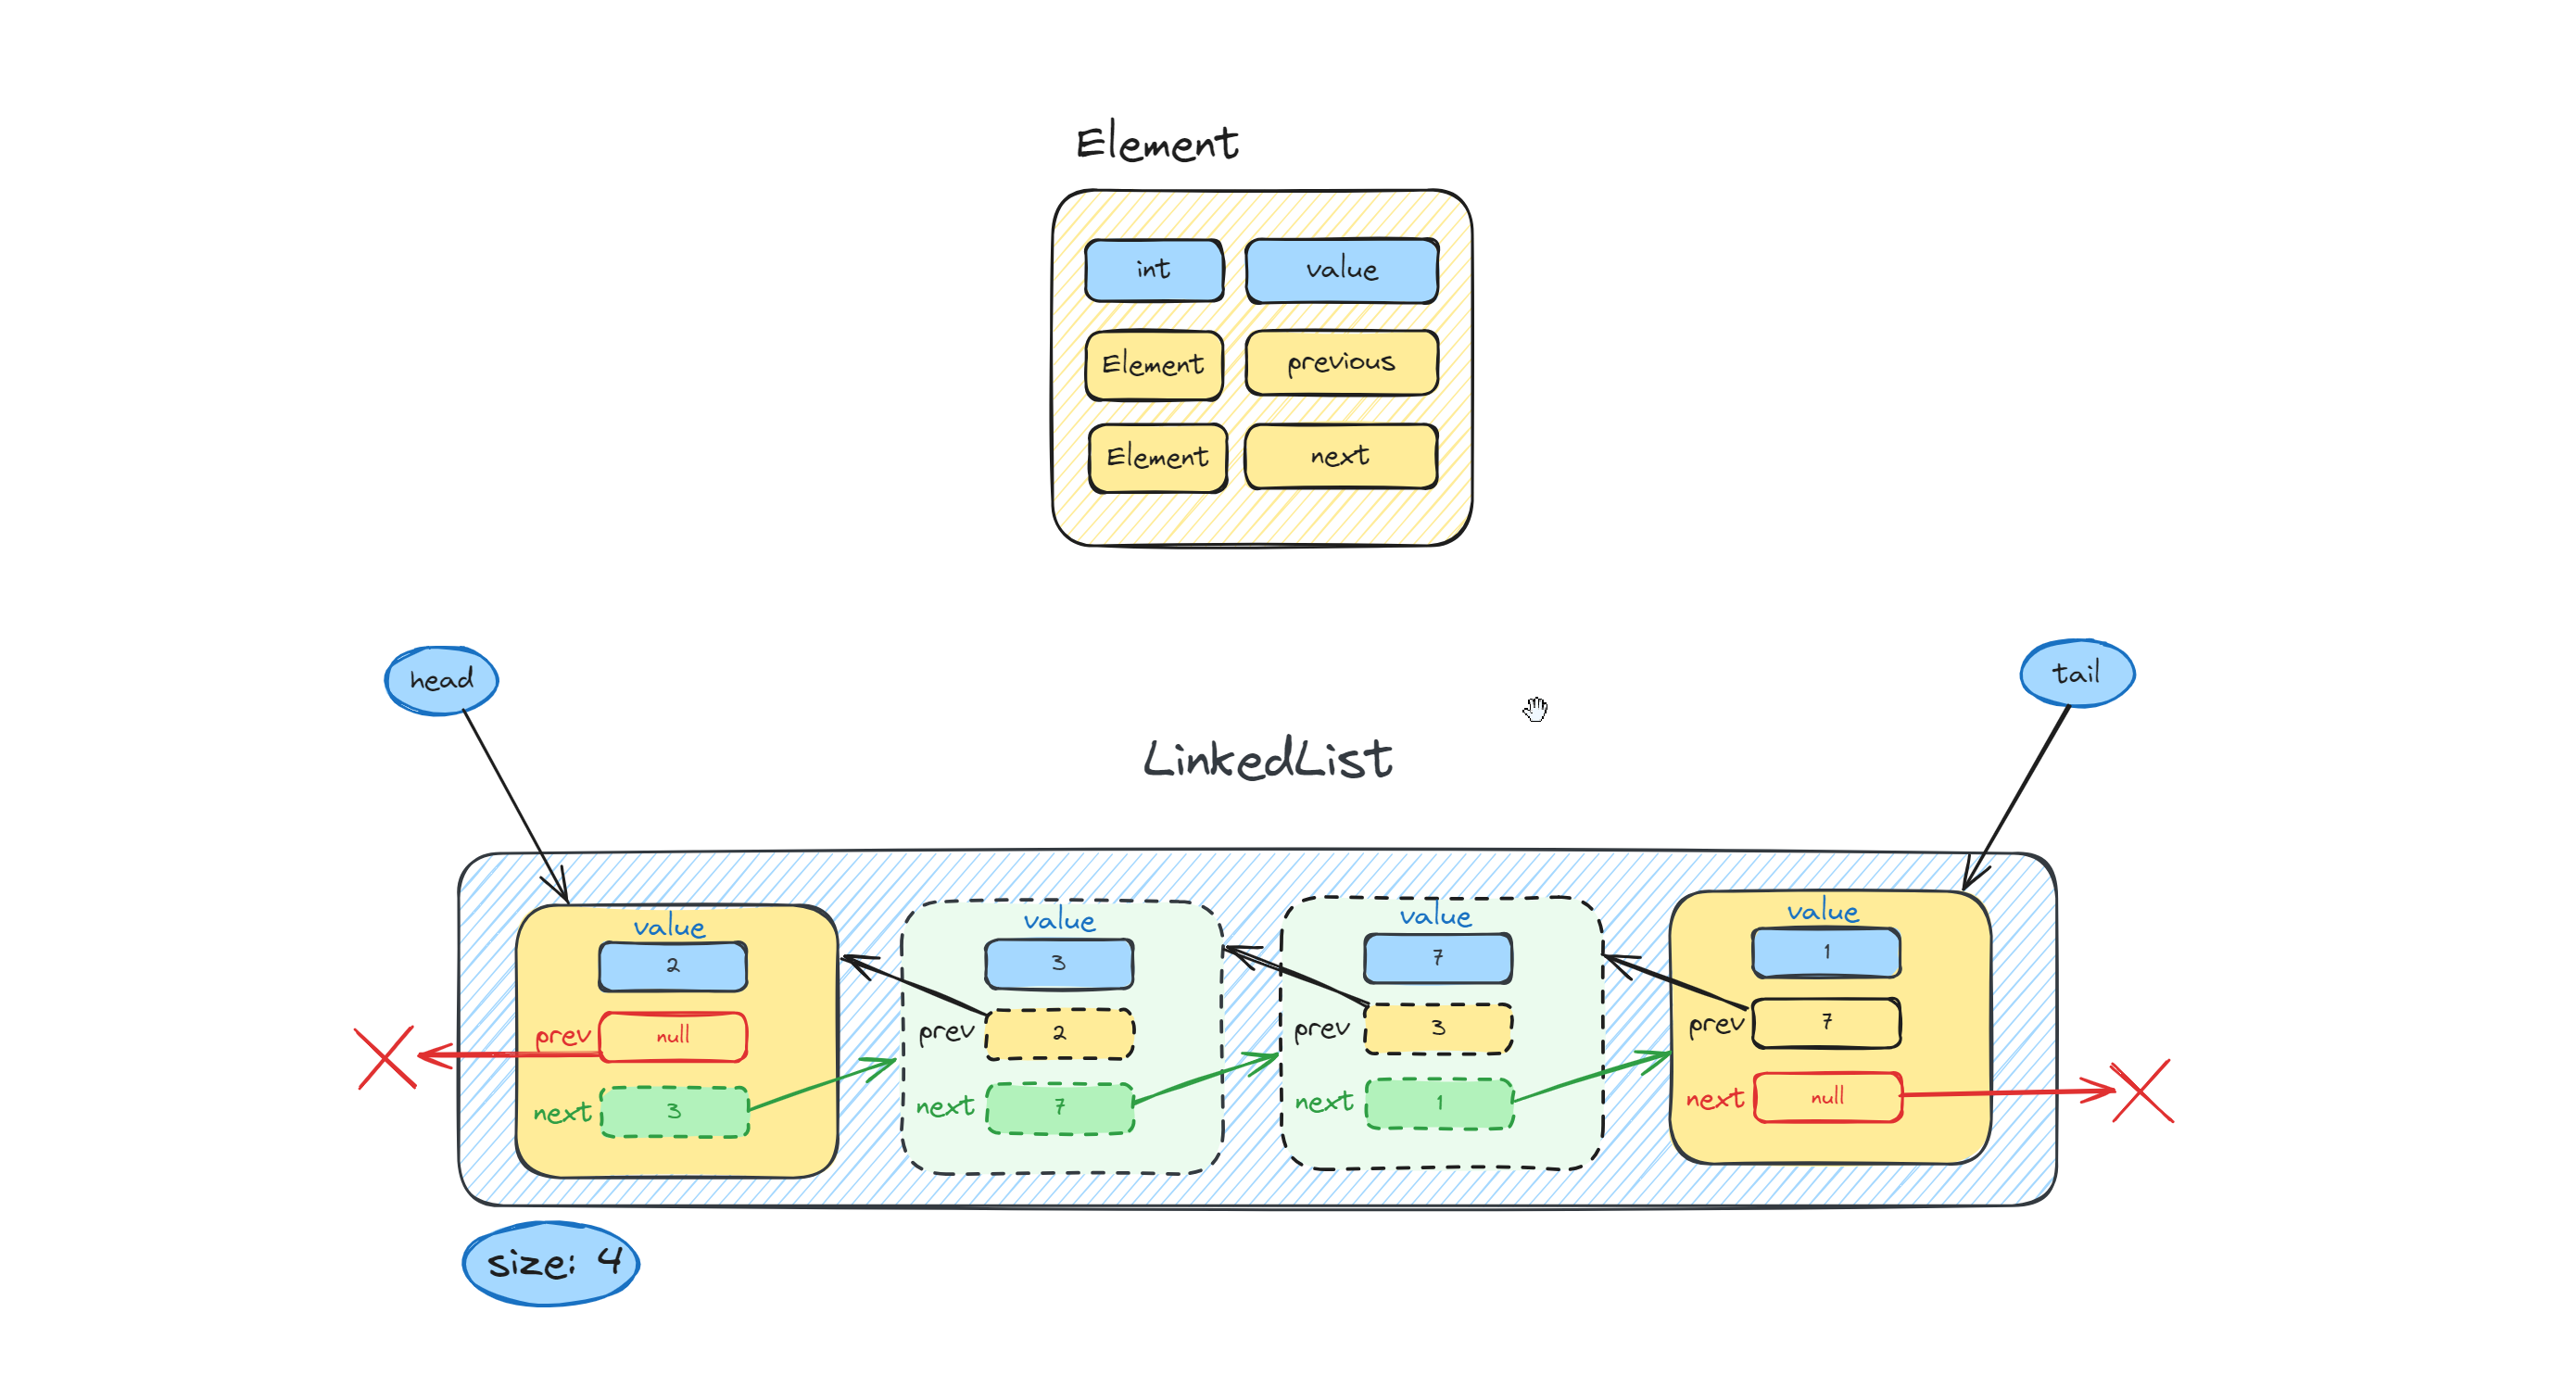 Element
int value
Element previous
Element next
head
tail
LinkedList
value
2
prev null
next 3
value
3
prev 2
next 7
value
7
prev 3
next 1
value
1
prev 7
next null
size: 4